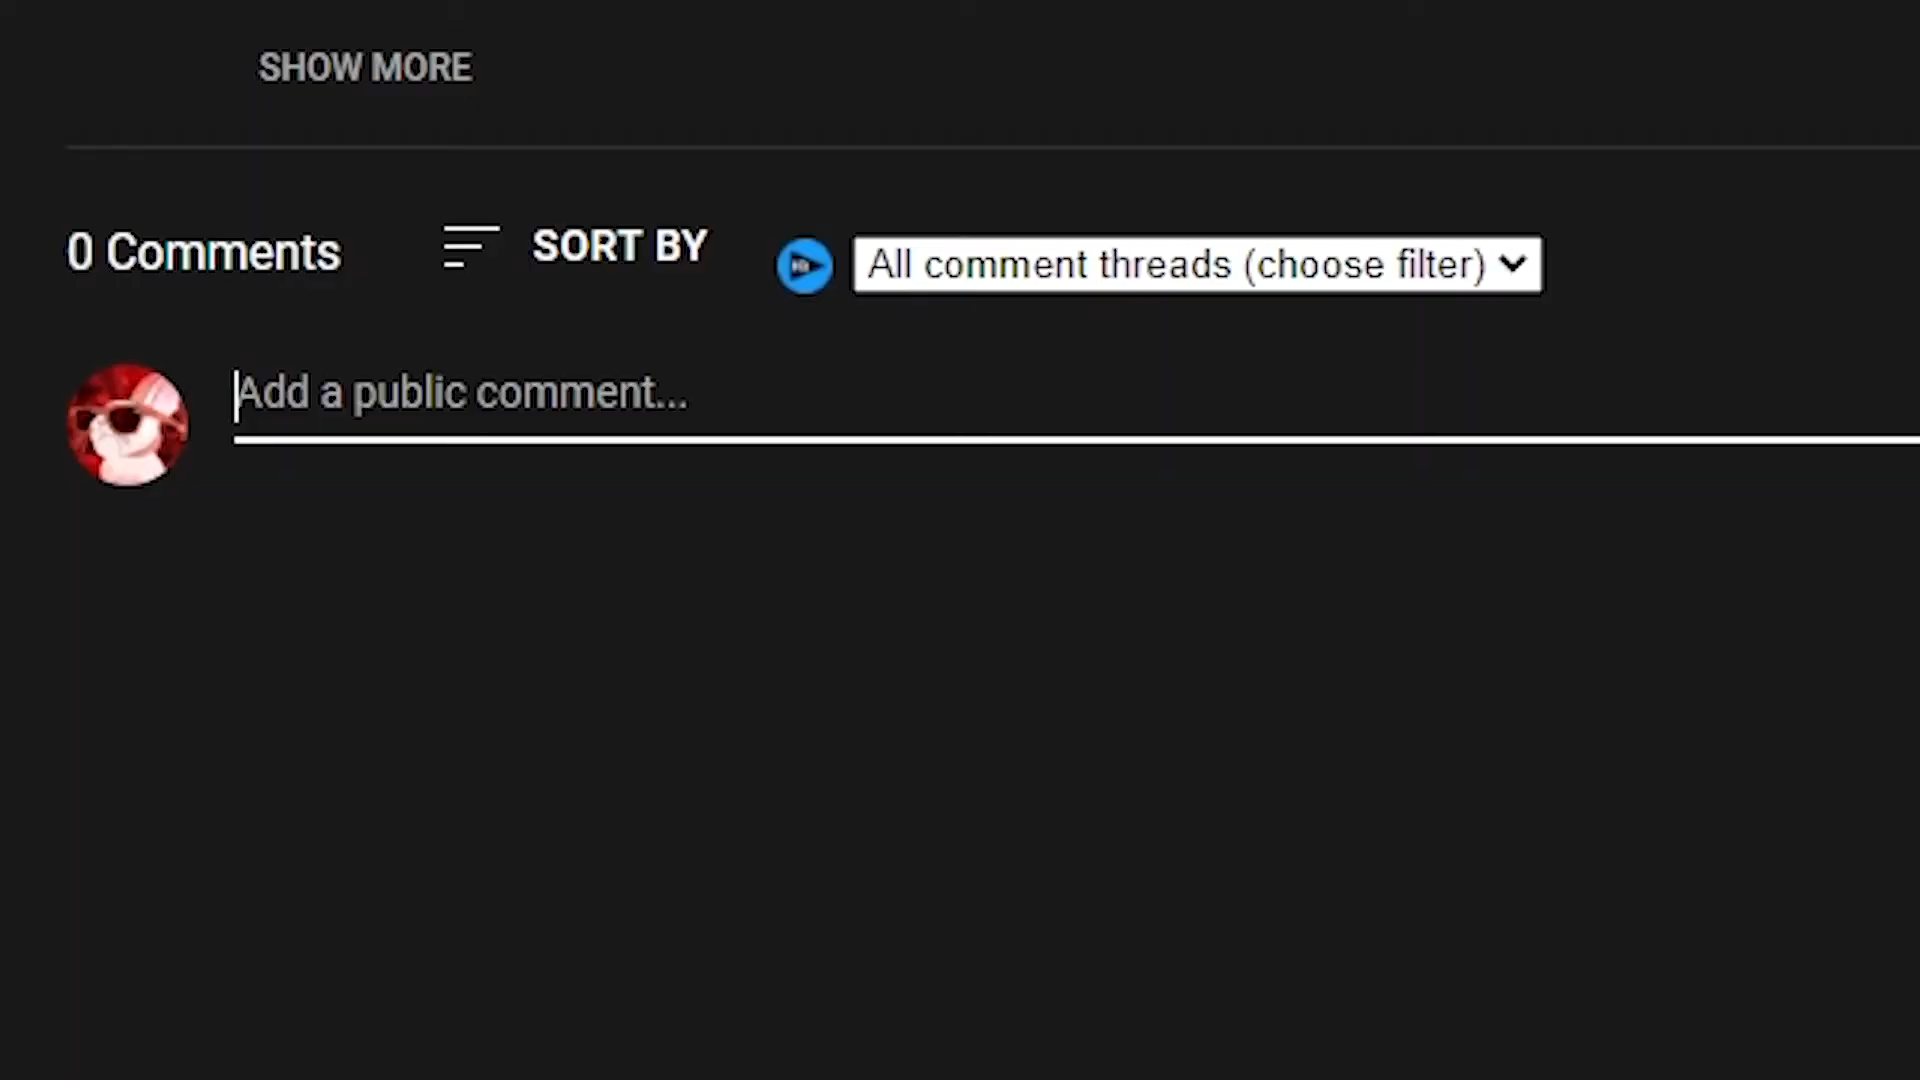 SHOW MORE
0 Comments
SORT BY
All comment threads (choose filter)
Add a public comment...